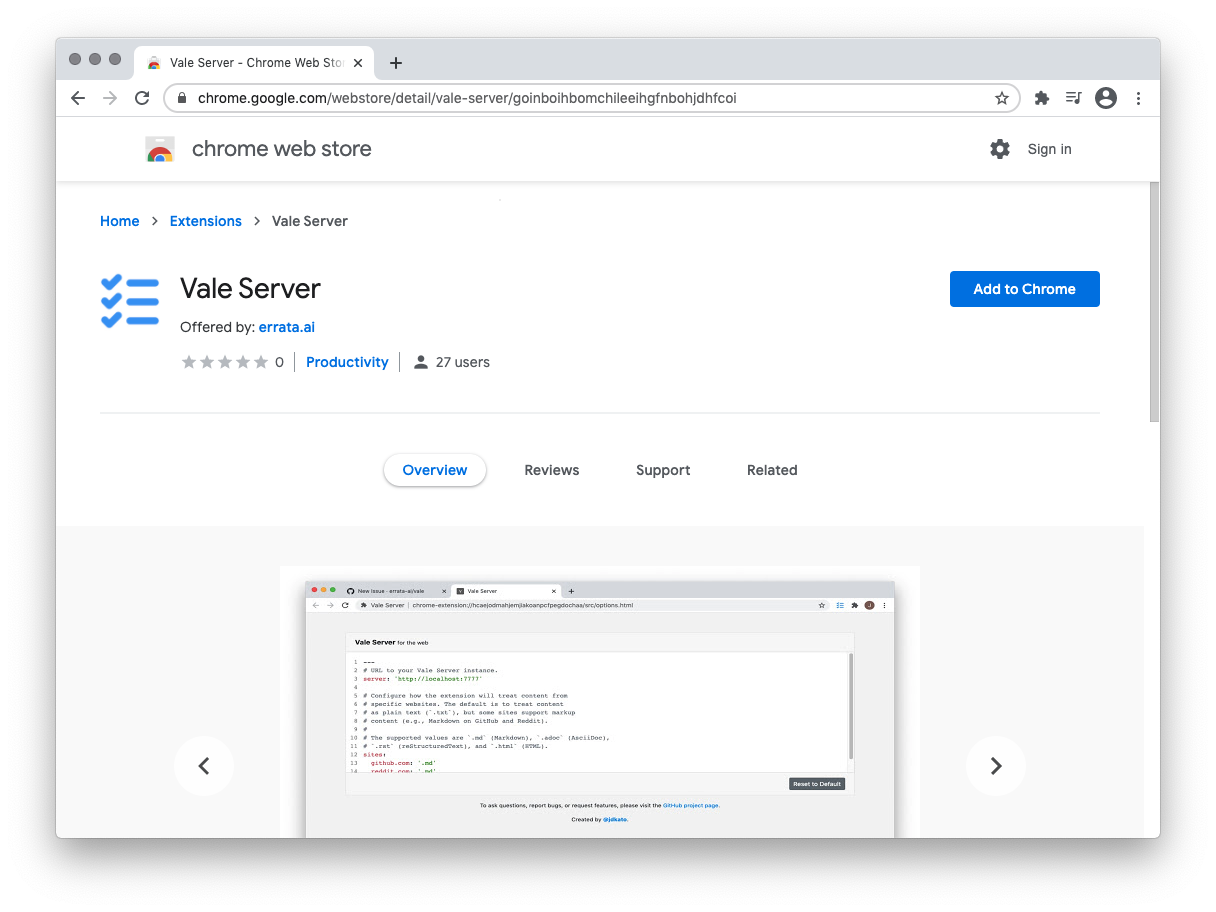 Vale Server - Chrome Web Sto
chrome.google.com/webstore/detail/vale-server/goinboihbomchileeihgfnbohjdhfcoi
chrome web store
Sign in
Home > Extensions > Vale Server
Vale Server
Add to Chrome
Offered by: errata.ai
0 Productivity 27 users
Overview Reviews Support Related
New Issue · errata-ai/vale Vale Server
Vale Server chrome-extension://hcaejodmahjemjlakoanpcfpegdochaa/src/options.html
Vale Server for the web
1 ---
2 # URL to your Vale Server instance.
3 server: 'http://localhost:7777'
4
5 # Configure how the extension will treat content from
6 # specific websites. The default is to treat content
7 # as plain text (`.txt`), but some sites support markup
8 # content (e.g., Markdown on GitHub and Reddit).
9 #
10 # The supported values are `.md` (Markdown), `.adoc` (AsciiDoc),
11 # `.rst` (reStructuredText), and `.html` (HTML).
12 sites:
13 github.com: '.md'
14 reddit.com: '.md'
Reset to Default
To ask questions, report bugs, or request features, please visit the GitHub project page.
Created by @jdkato.